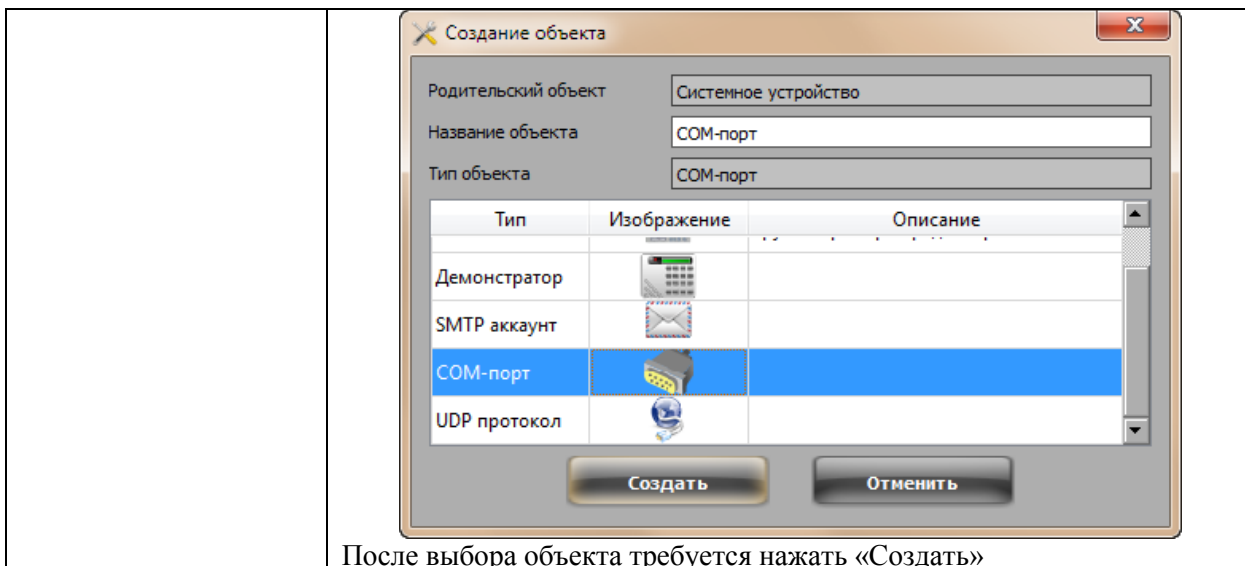 Создание объекта
Родительский объект Системное устройство
Название объекта COM-порт
Тип объекта COM-порт
Тип Изображение Описание
Демонстратор
SMTP аккаунт
COM-порт
UDP протокол
Создать Отменить
После выбора объекта требуется нажать «Создать»